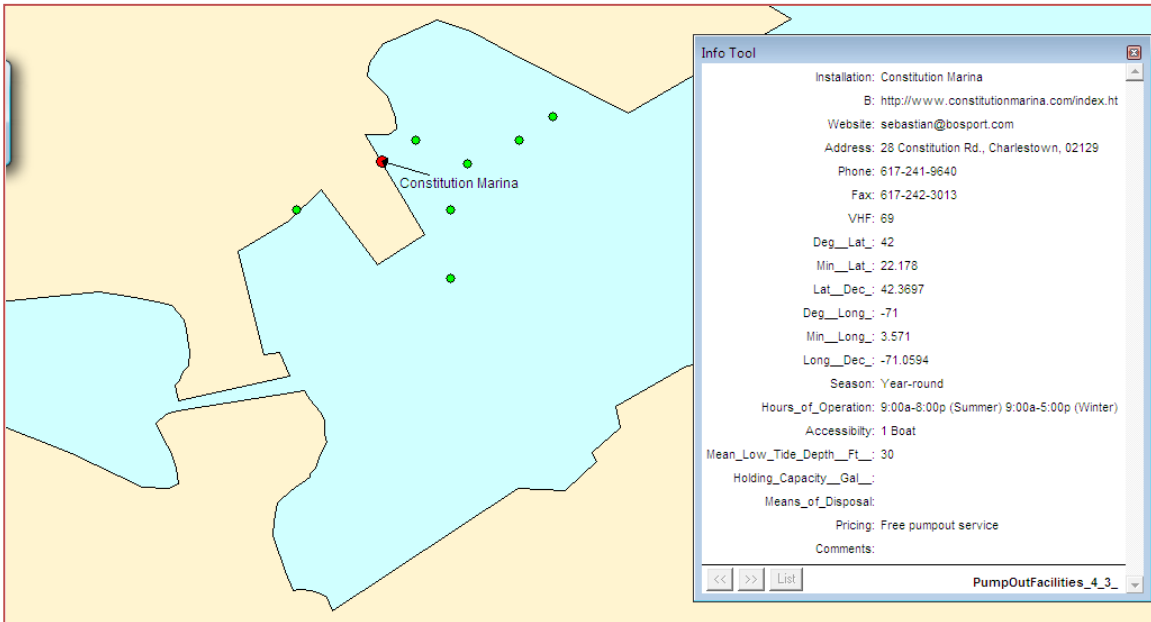 Constitution Marina
Info Tool
Installation: Constitution Marina
B: http://www.constitutionmarina.com/index.ht
Website: sebastian@bosport.com
Address: 28 Constitution Rd., Charlestown, 02129
Phone: 617-241-9640
Fax: 617-242-3013
VHF: 69
Deg__Lat_: 42
Min__Lat_: 22.178
Lat__Dec_: 42.3697
Deg__Long_: -71
Min__Long_: 3.571
Long__Dec_: -71.0594
Season: Year-round
Hours_of_Operation: 9:00a-8:00p (Summer) 9:00a-5:00p (Winter)
Accessibilty: 1 Boat
Mean_Low_Tide_Depth__Ft__: 30
Holding_Capacity__Gal__:
Means_of_Disposal:
Pricing: Free pumpout service
Comments:
<< >> List PumpOutFacilities_4_3_